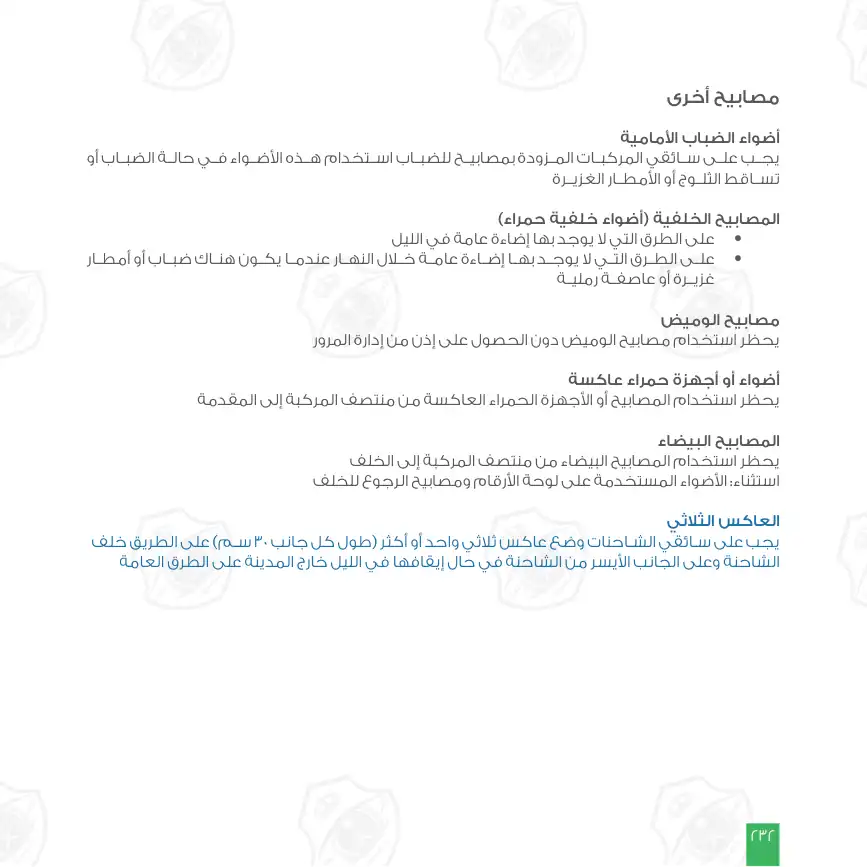 مصابيح أخرى
أضواء الضباب الأمامية
يجب على سائقي المركبات المزودة بمصابيح للضباب استخدام هذه الأضواء في حالة الضباب أو
تساقط الثلوج أو الأمطار الغزيرة
المصابيح الخلفية (أضواء خلفية حمراء)
• على الطرق التي لا يوجد بها إضاءة عامة في الليل
• على الطرق التي لا يوجد بها إضاءة عامة خلال النهار عندما يكون هناك ضباب أو أمطار
غزيرة أو عاصفة رملية
مصابيح الوميض
يحظر استخدام مصابيح الوميض دون الحصول على إذن من إدارة المرور
أضواء أو أجهزة حمراء عاكسة
يحظر استخدام المصابيح أو الأجهزة الحمراء العاكسة من منتصف المركبة إلى المقدمة
المصابيح البيضاء
يحظر استخدام المصابيح البيضاء من منتصف المركبة إلى الخلف
استثناء: الأضواء المستخدمة على لوحة الأرقام ومصابيح الرجوع للخلف
العاكس الثلاثي
يجب على سائقي الشاحنات وضع عاكس ثلاثي واحد أو أكثر (طول كل جانب ٣٠ سم) على الطريق خلف
الشاحنة وعلى الجانب الأيسر من الشاحنة في حال إيقافها في الليل خارج المدينة على الطرق العامة
٢٣٢